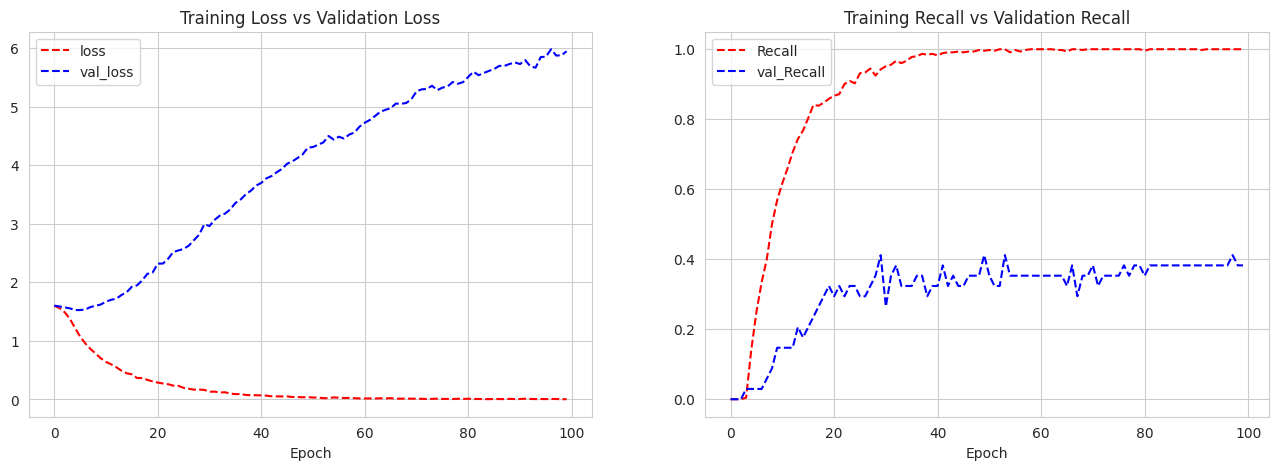 Training Loss vs Validation Loss
loss
val_loss
6
5
4
3
2
1
0
0 20 40 60 80 100
Epoch
Training Recall vs Validation Recall
Recall
val_Recall
1.0
0.8
0.6
0.4
0.2
0.0
0 20 40 60 80 100
Epoch